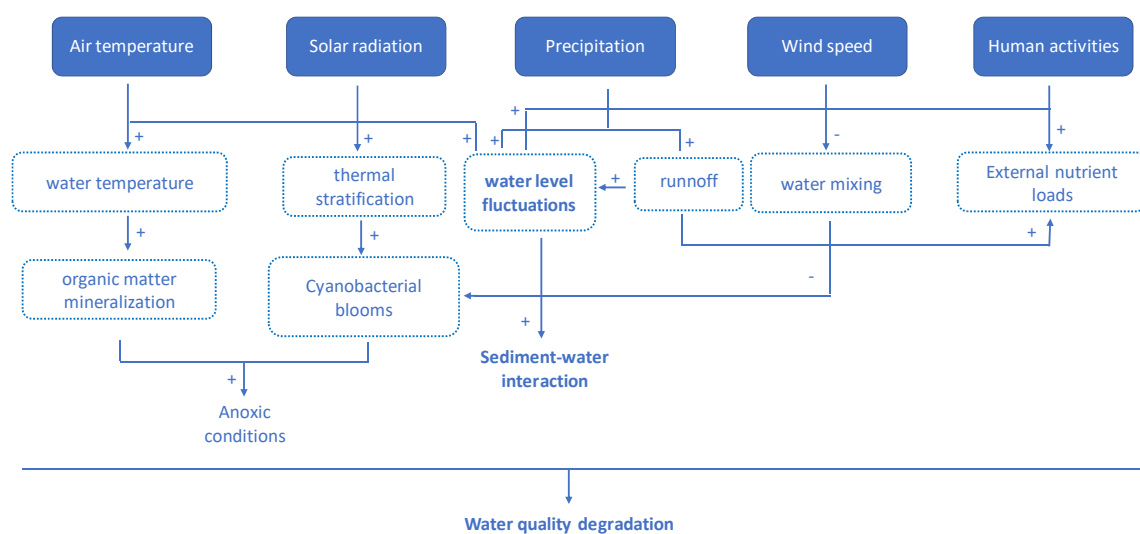 Air temperature
Solar radiation
Precipitation
Wind speed
Human activities
+
+
+
+
+
+
-
+
water temperature
thermal
stratification
water level
fluctuations
+
runnoff
water mixing
External nutrient
loads
+
+
+
organic matter
mineralization
Cyanobacterial
blooms
-
+
Sediment-water
interaction
+
Anoxic
conditions
Water quality degradation